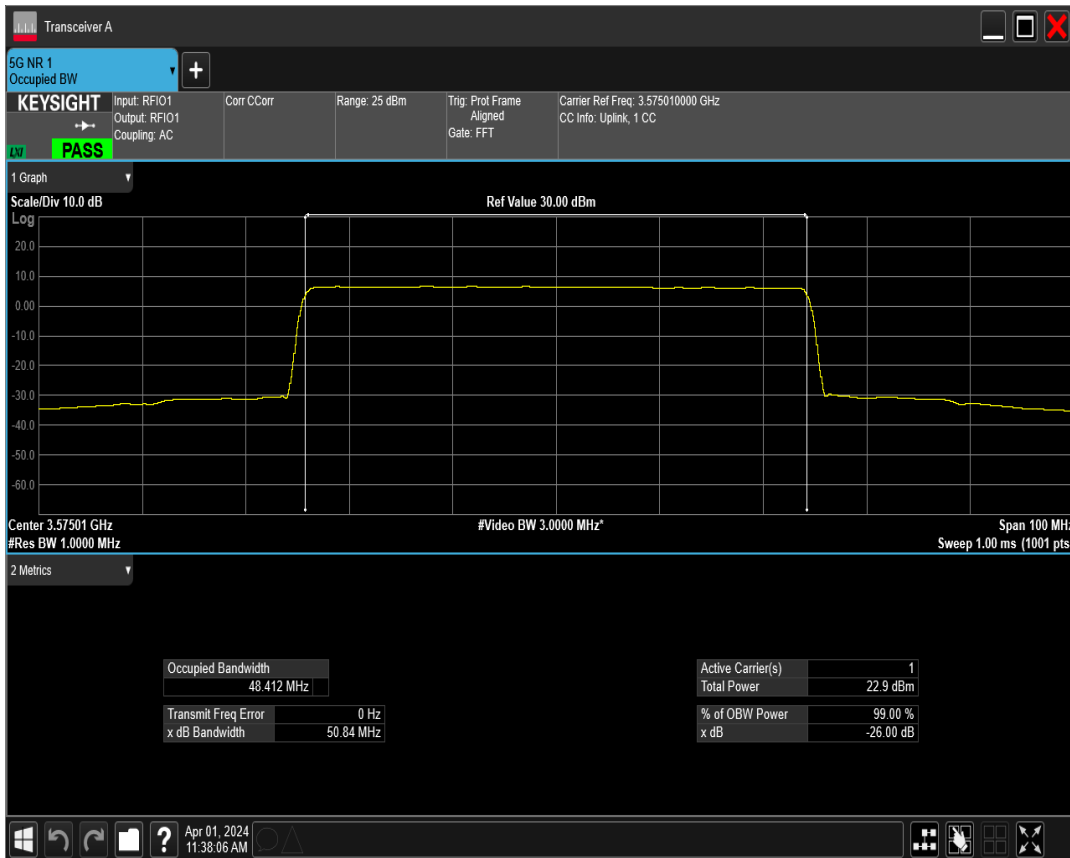 Transceiver A
5G NR 1
Occupied BW
KEYSIGHT
LXI
PASS
Input: RFIO1
Output: RFIO1
Coupling: AC
Corr CCorr
Range: 25 dBm
Trig: Prot Frame
Aligned
Gate: FFT
Carrier Ref Freq: 3.575010000 GHz
CC Info: Uplink, 1 CC
1 Graph
Scale/Div 10.0 dB
Ref Value 30.00 dBm
Log
20.0
10.0
0.00
-10.0
-20.0
-30.0
-40.0
-50.0
-60.0
Center 3.57501 GHz
#Video BW 3.0000 MHz*
Span 100 MHz
#Res BW 1.0000 MHz
Sweep 1.00 ms (1001 pts
2 Metrics
Occupied Bandwidth
48.412 MHz
Transmit Freq Error 0 Hz
x dB Bandwidth 50.84 MHz
Active Carrier(s) 1
Total Power 22.9 dBm
% of OBW Power 99.00 %
x dB -26.00 dB
?
Apr 01, 2024
11:38:06 AM